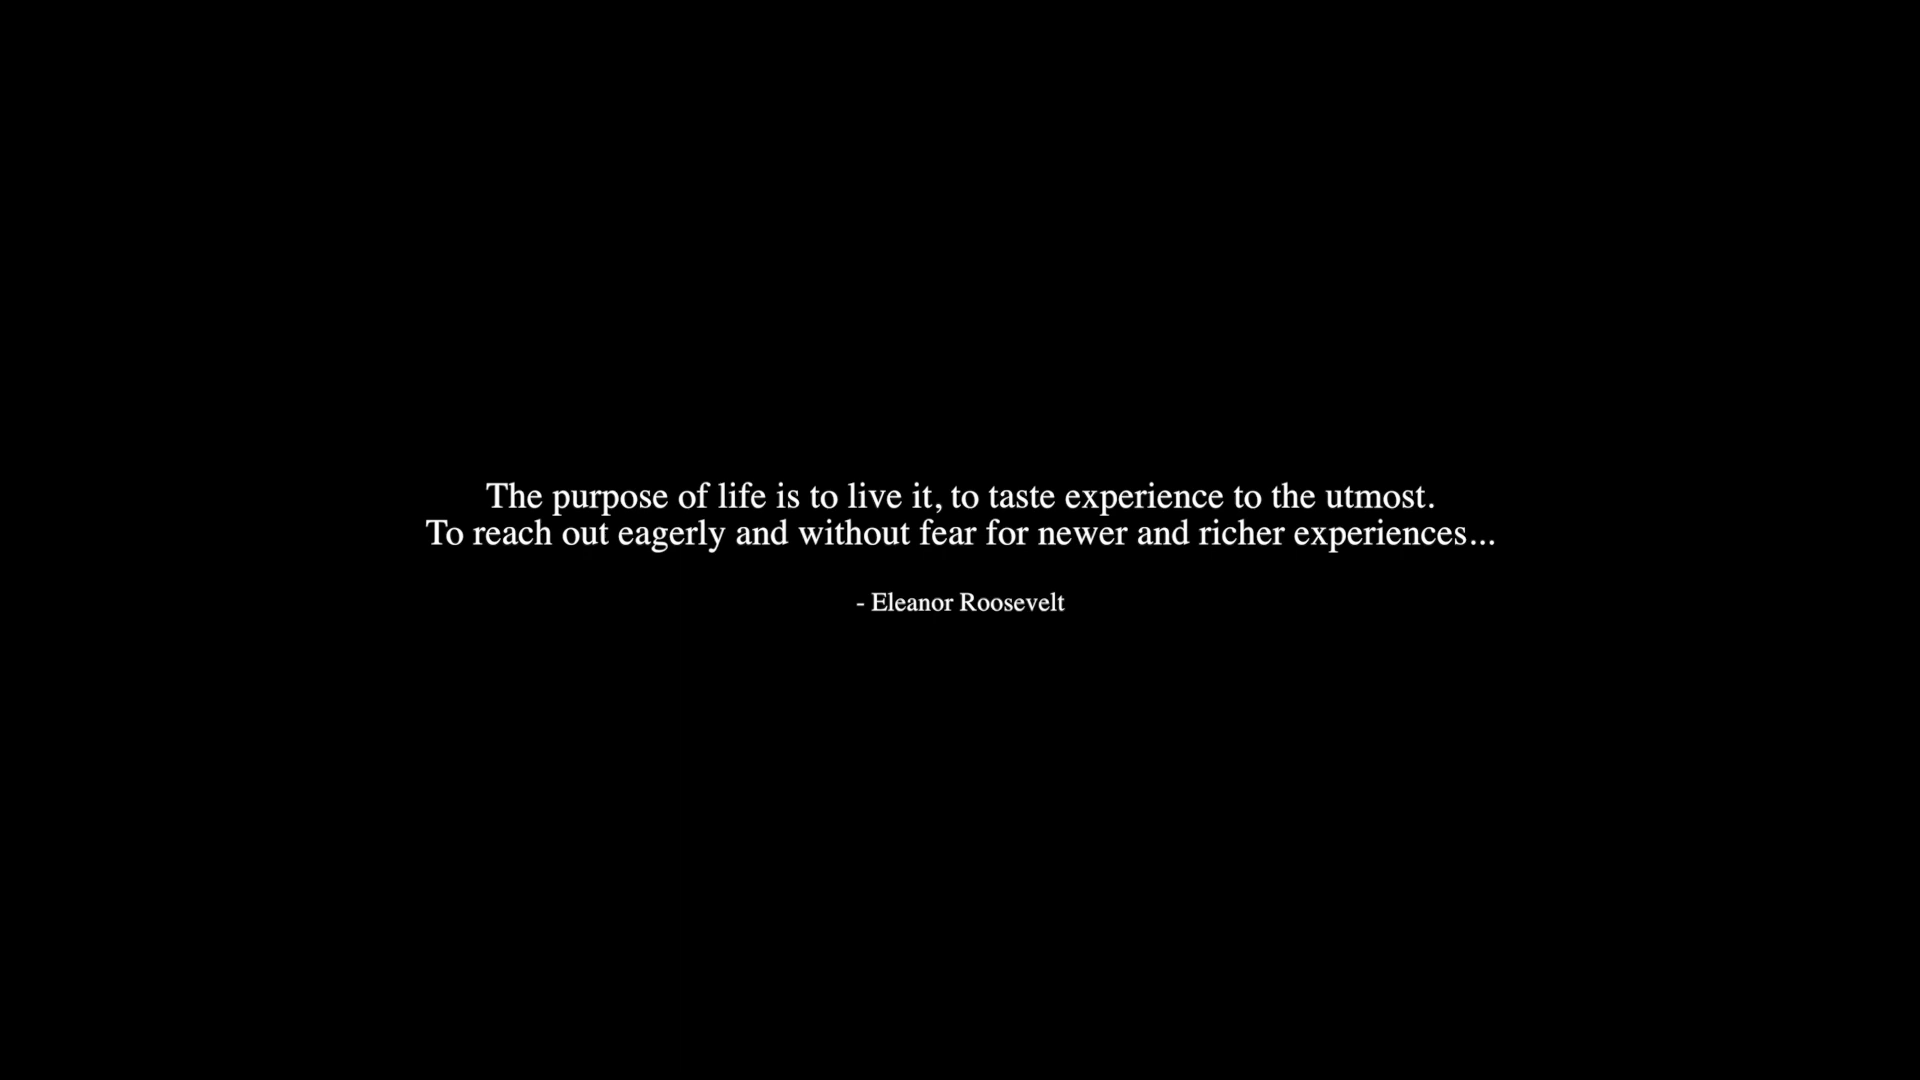 The purpose of life is to live it, to taste experience to the utmost.
To reach out eagerly and without fear for newer and richer experiences...
- Eleanor Roosevelt